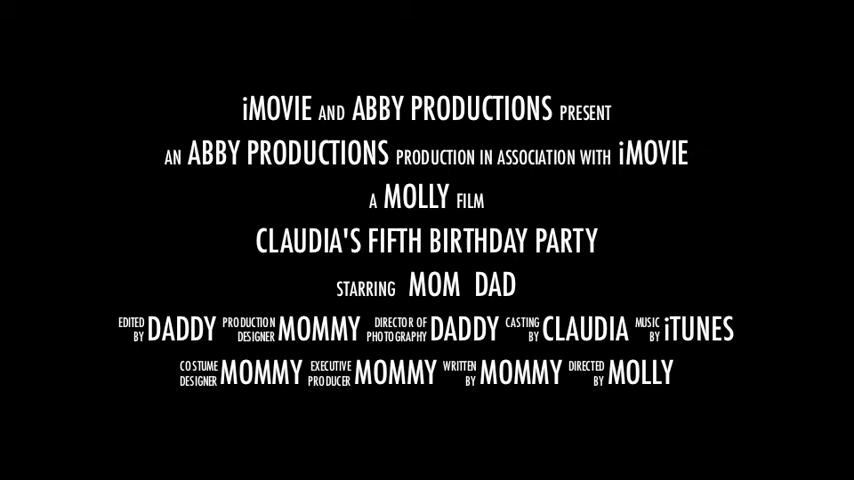 iMOVIE AND ABBY PRODUCTIONS PRESENT
AN ABBY PRODUCTIONS PRODUCTION IN ASSOCIATION WITH iMOVIE
A MOLLY FILM
CLAUDIA'S FIFTH BIRTHDAY PARTY
STARRING MOM DAD
EDITED BY DADDY PRODUCTION DESIGNER MOMMY DIRECTOR OF PHOTOGRAPHY DADDY CASTING BY CLAUDIA MUSIC BY iTUNES
COSTUME DESIGNER MOMMY EXECUTIVE PRODUCER MOMMY WRITTEN BY MOMMY DIRECTED BY MOLLY